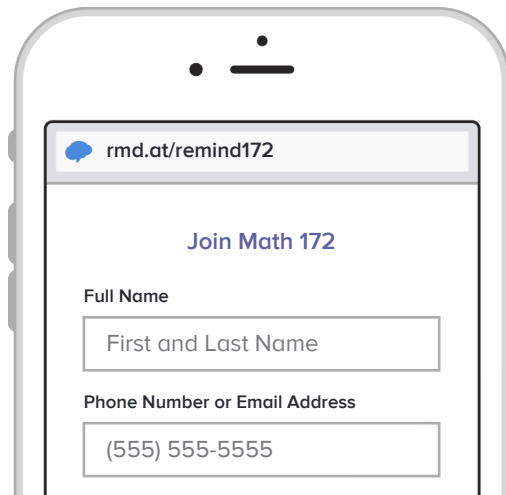 rmd.at/remind172
Join Math 172
Full Name
First and Last Name
Phone Number or Email Address
(555) 555-5555